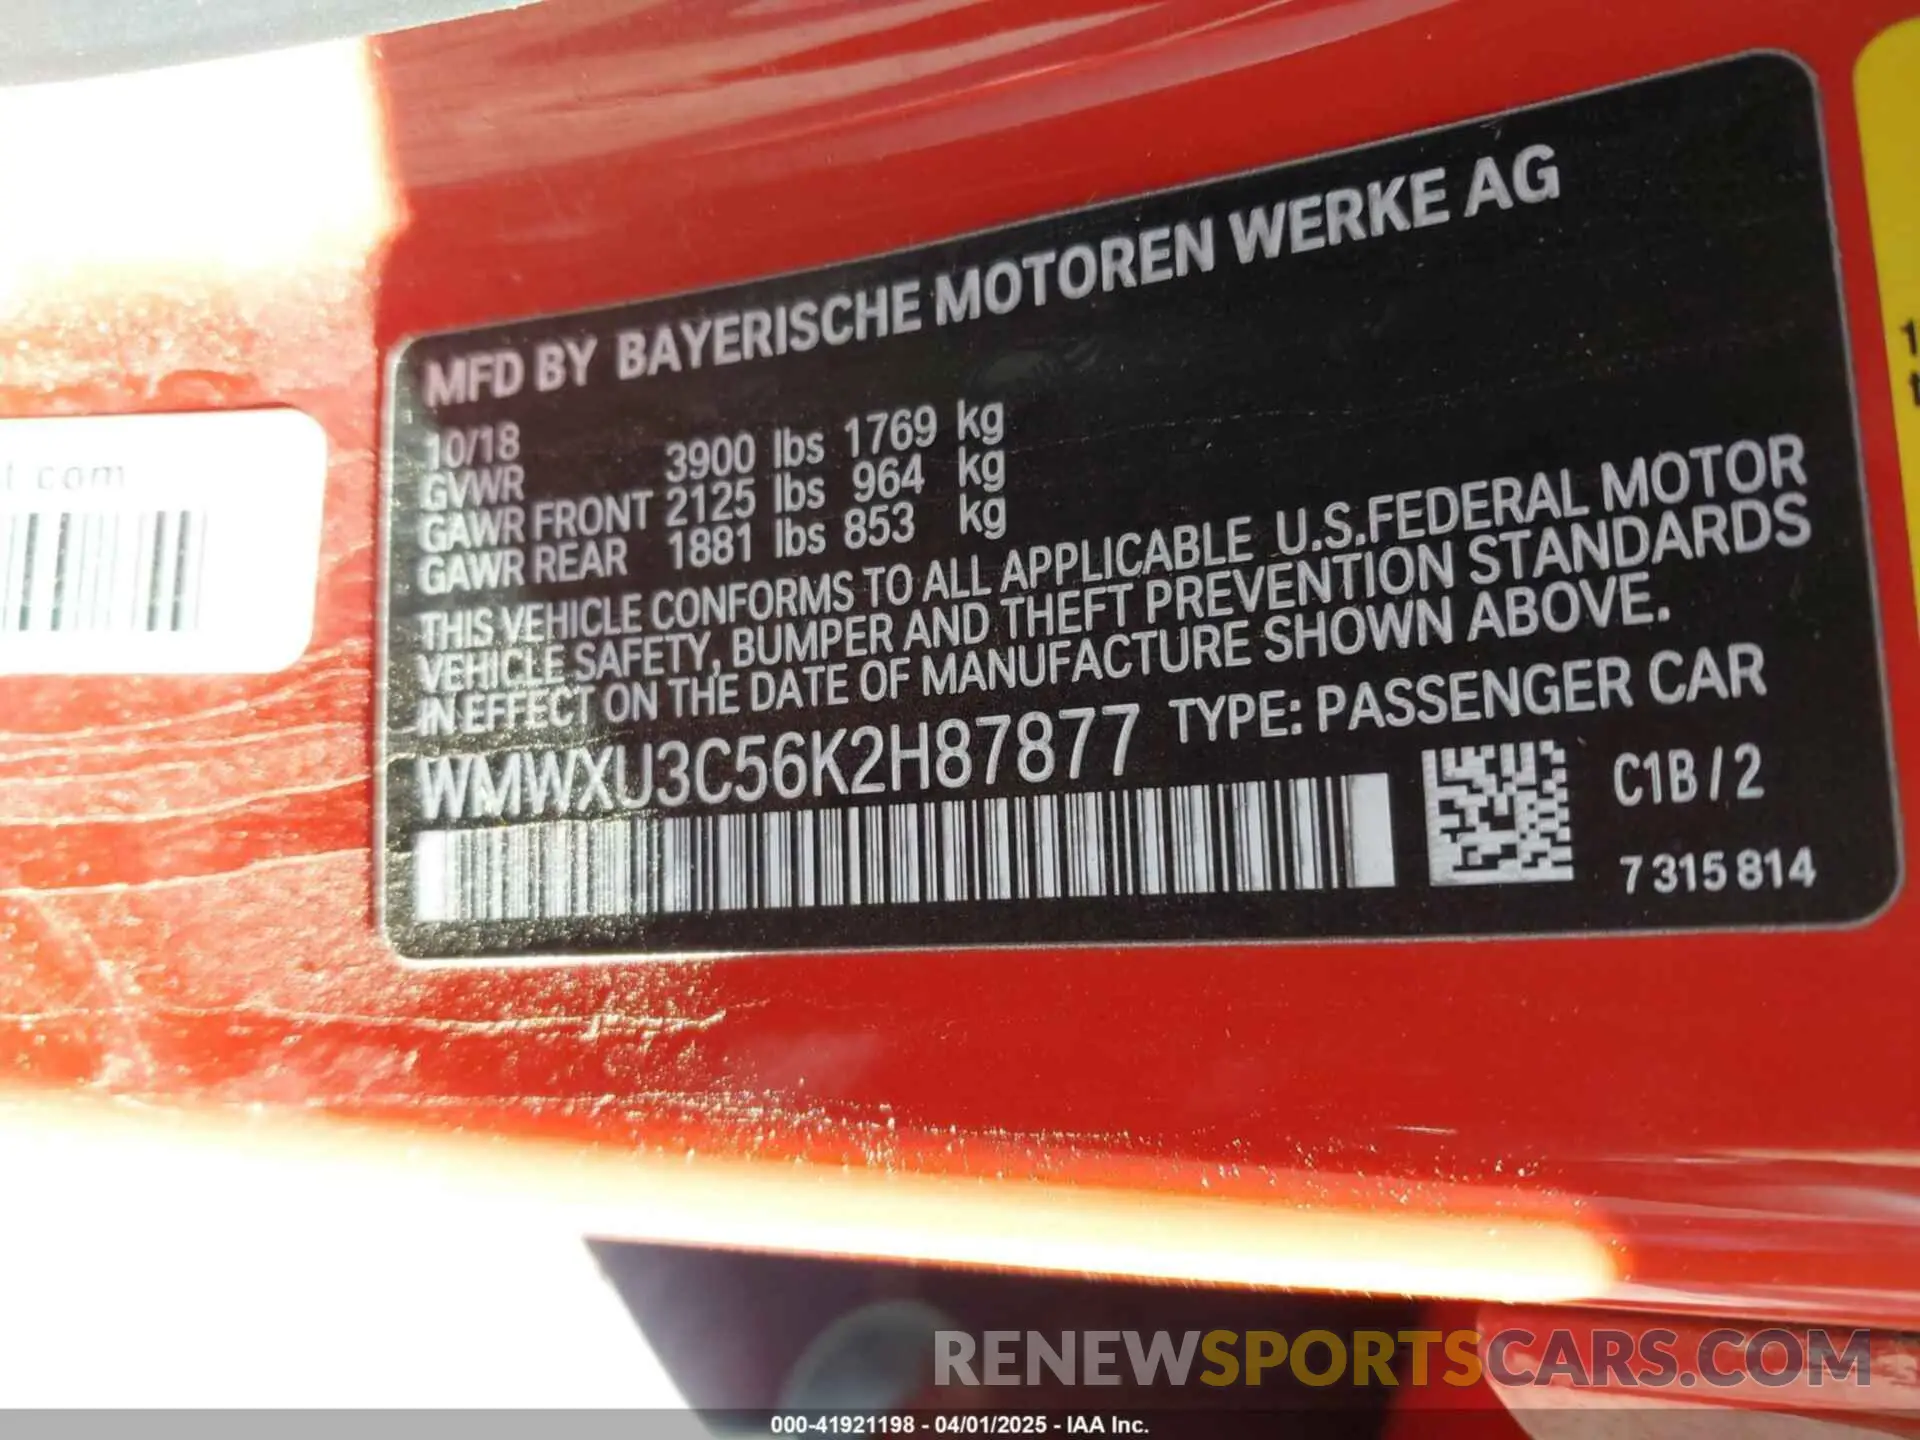 MFD BY BAYERISCHE MOTOREN WERKE AG
10/18
GVWR 3900 lbs 1769 kg
GAWR FRONT 2125 lbs 964 kg
GAWR REAR 1881 lbs 853 kg
THIS VEHICLE CONFORMS TO ALL APPLICABLE U.S.FEDERAL MOTOR
VEHICLE SAFETY, BUMPER AND THEFT PREVENTION STANDARDS
IN EFFECT ON THE DATE OF MANUFACTURE SHOWN ABOVE.
WMWXU3C56K2H87877 TYPE: PASSENGER CAR
C1B/2
7 315 814
com
RENEWSPORTSCARS.COM
000-41921198 - 04/01/2025 - IAA Inc.